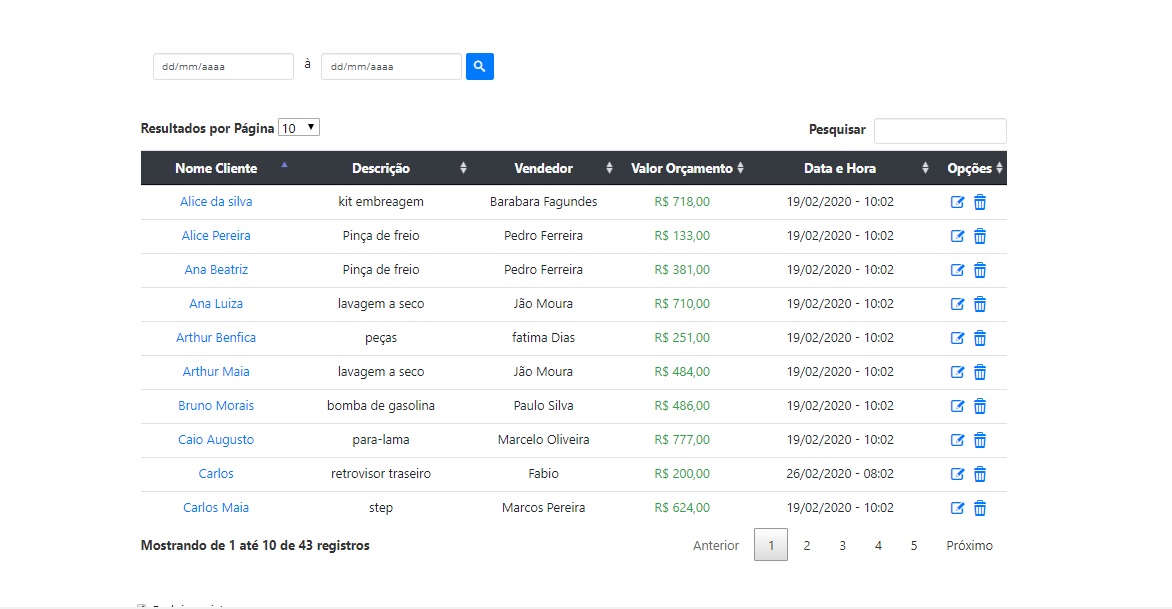 dd/mm/aaaa à dd/mm/aaaa
Resultados por Página 10 Pesquisar
Nome Cliente Descrição Vendedor Valor Orçamento Data e Hora Opções
Alice da silva kit embreagem Barabara Fagundes R$ 718,00 19/02/2020 - 10:02
Alice Pereira Pinça de freio Pedro Ferreira R$ 133,00 19/02/2020 - 10:02
Ana Beatriz Pinça de freio Pedro Ferreira R$ 381,00 19/02/2020 - 10:02
Ana Luiza lavagem a seco Jão Moura R$ 710,00 19/02/2020 - 10:02
Arthur Benfica peças fatima Dias R$ 251,00 19/02/2020 - 10:02
Arthur Maia lavagem a seco Jão Moura R$ 484,00 19/02/2020 - 10:02
Bruno Morais bomba de gasolina Paulo Silva R$ 486,00 19/02/2020 - 10:02
Caio Augusto para-lama Marcelo Oliveira R$ 777,00 19/02/2020 - 10:02
Carlos retrovisor traseiro Fabio R$ 200,00 26/02/2020 - 08:02
Carlos Maia step Marcos Pereira R$ 624,00 19/02/2020 - 10:02
Mostrando de 1 até 10 de 43 registros Anterior 1 2 3 4 5 Próximo